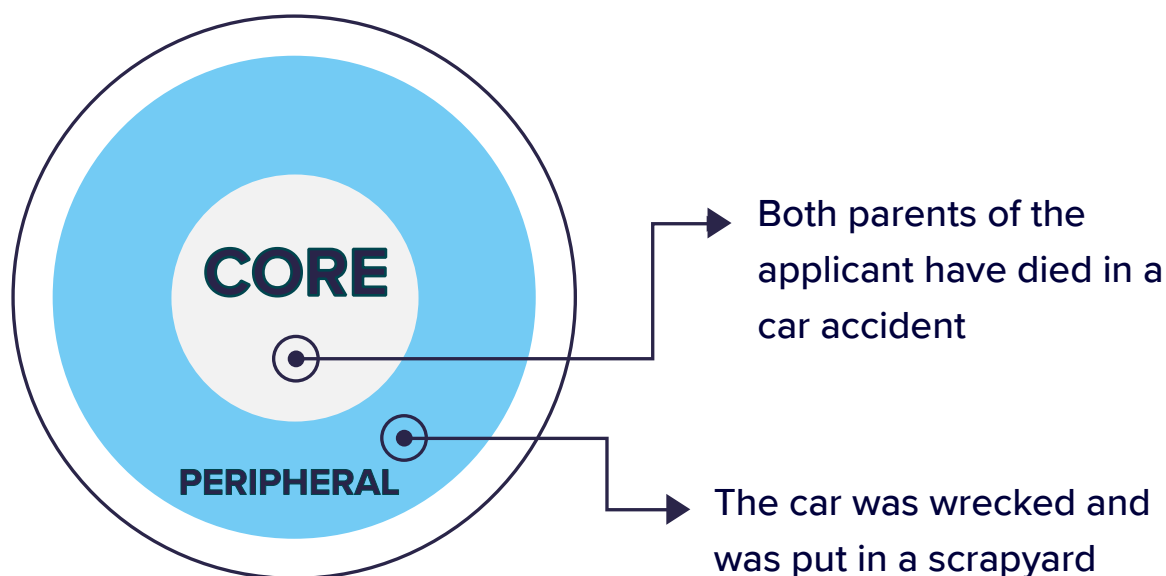 CORE
Both parents of the
applicant have died in a
car accident
PERIPHERAL
The car was wrecked and
was put in a scrapyard